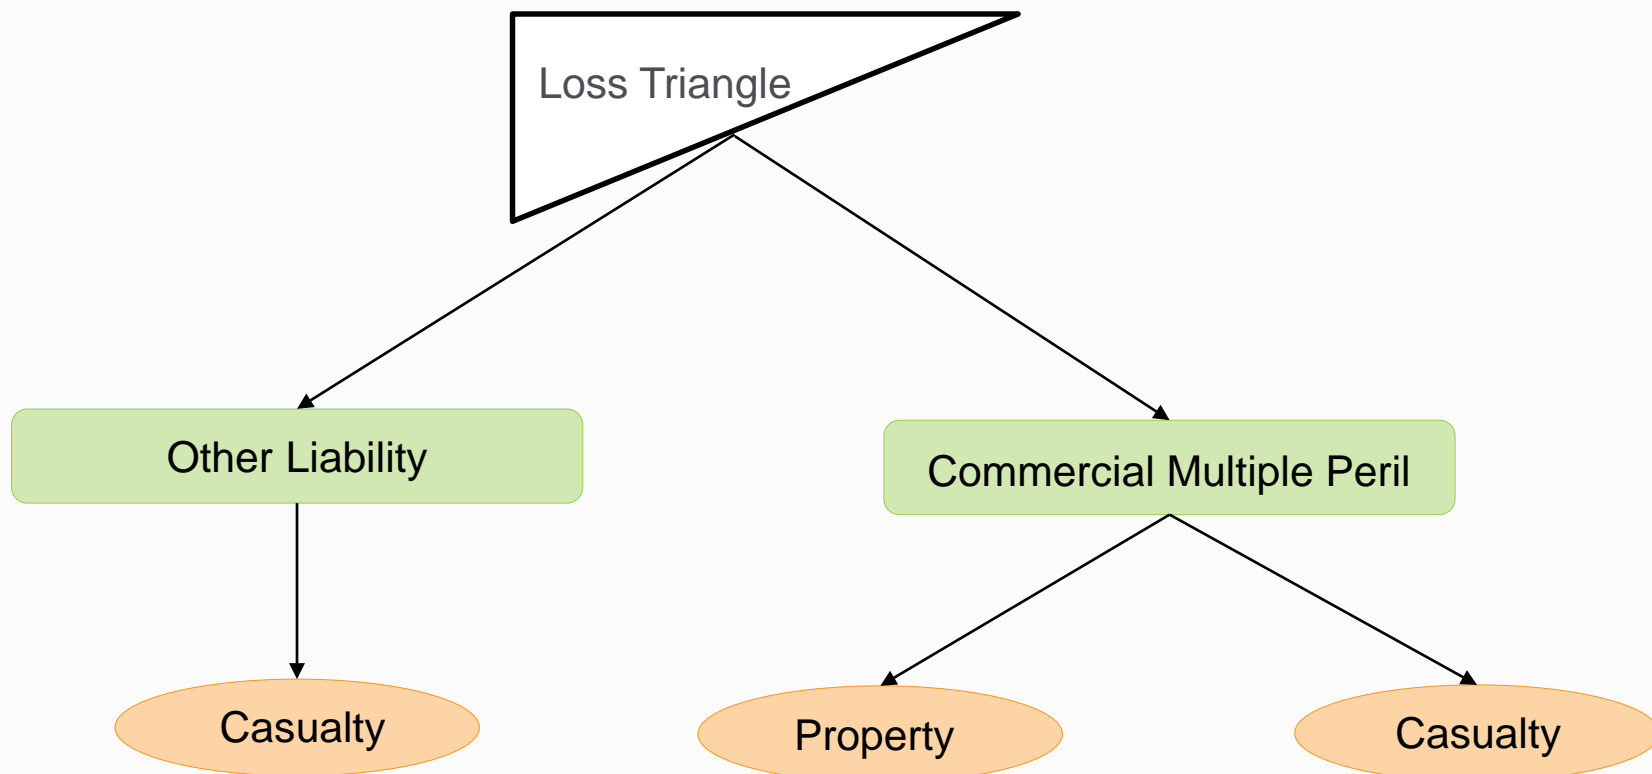 Loss Triangle
Other Liability
Commercial Multiple Peril
Casualty
Property
Casualty